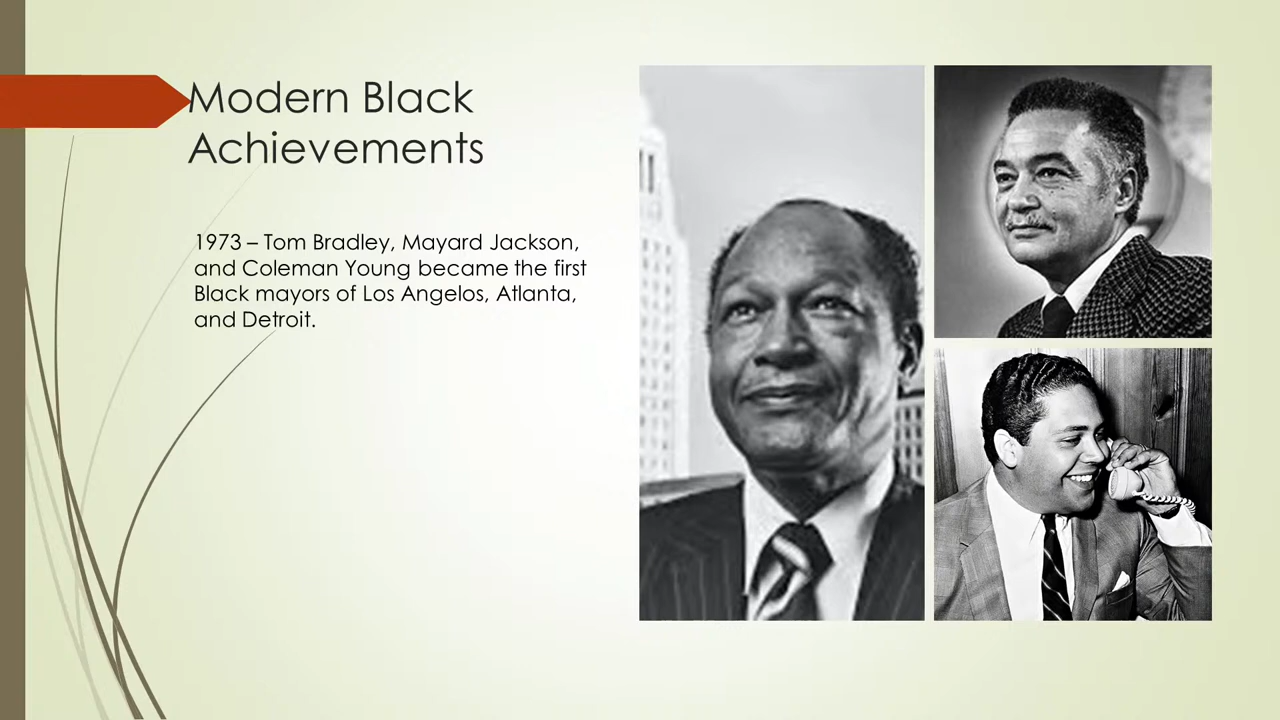 Modern Black
Achievements
1973 – Tom Bradley, Mayard Jackson,
and Coleman Young became the first
Black mayors of Los Angelos, Atlanta,
and Detroit.